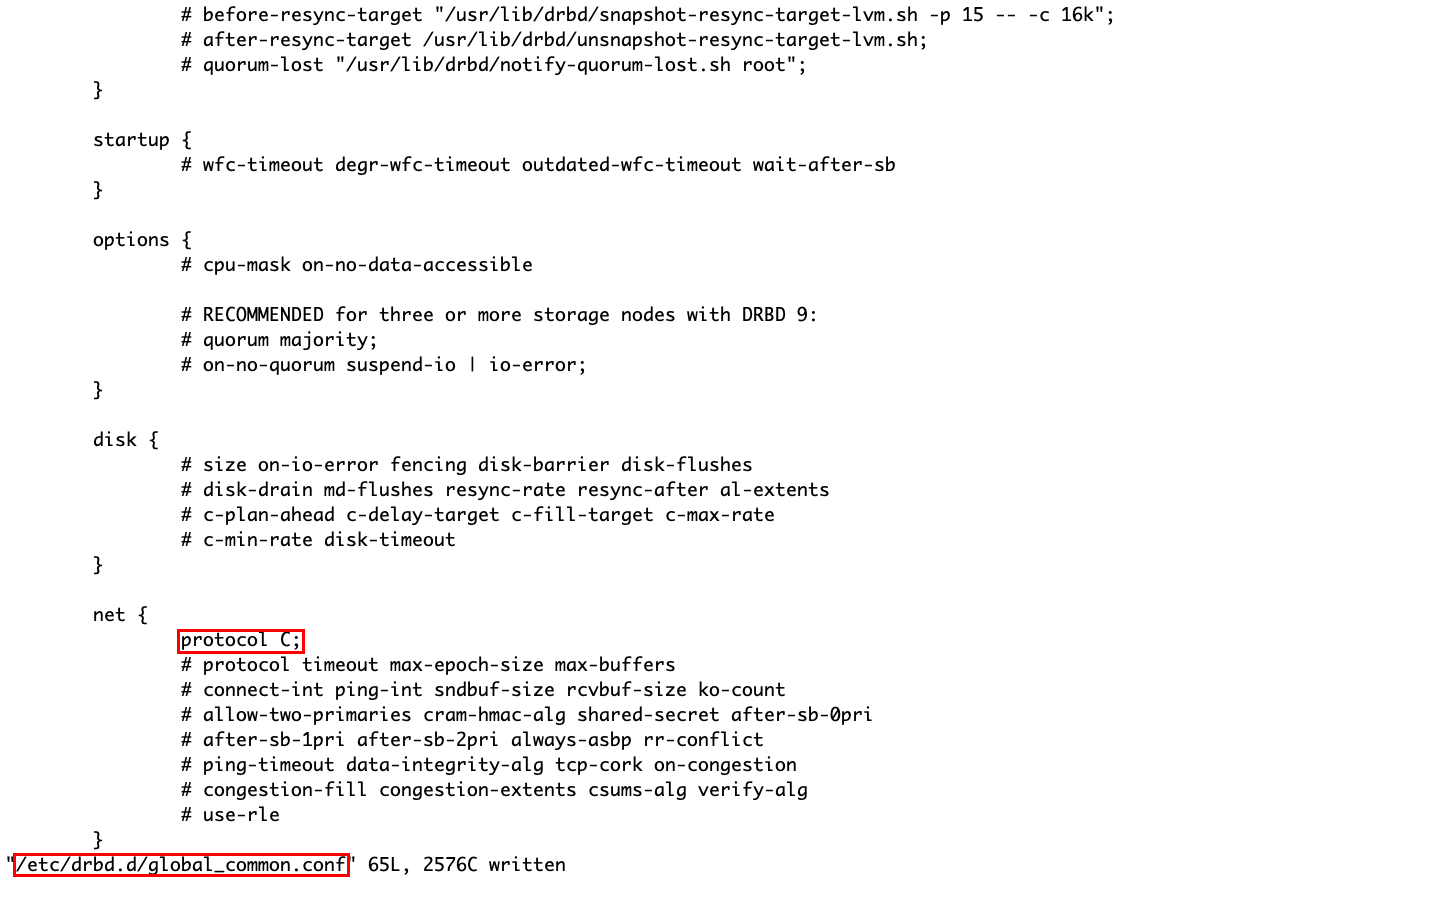 # before-resync-target "/usr/lib/drbd/snapshot-resync-target-lvm.sh -p 15 -- -c 16k";
# after-resync-target /usr/lib/drbd/unsnapshot-resync-target-lvm.sh;
# quorum-lost "/usr/lib/drbd/notify-quorum-lost.sh root";
}
startup {
# wfc-timeout degr-wfc-timeout outdated-wfc-timeout wait-after-sb
}
options {
# cpu-mask on-no-data-accessible
# RECOMMENDED for three or more storage nodes with DRBD 9:
# quorum majority;
# on-no-quorum suspend-io | io-error;
}
disk {
# size on-io-error fencing disk-barrier disk-flushes
# disk-drain md-flushes resync-rate resync-after al-extents
# c-plan-ahead c-delay-target c-fill-target c-max-rate
# c-min-rate disk-timeout
}
net {
protocol C;
# protocol timeout max-epoch-size max-buffers
# connect-int ping-int sndbuf-size rcvbuf-size ko-count
# allow-two-primaries cram-hmac-alg shared-secret after-sb-0pri
# after-sb-1pri after-sb-2pri always-asbp rr-conflict
# ping-timeout data-integrity-alg tcp-cork on-congestion
# congestion-fill congestion-extents csums-alg verify-alg
# use-rle
}
"/etc/drbd.d/global_common.conf" 65L, 2576C written